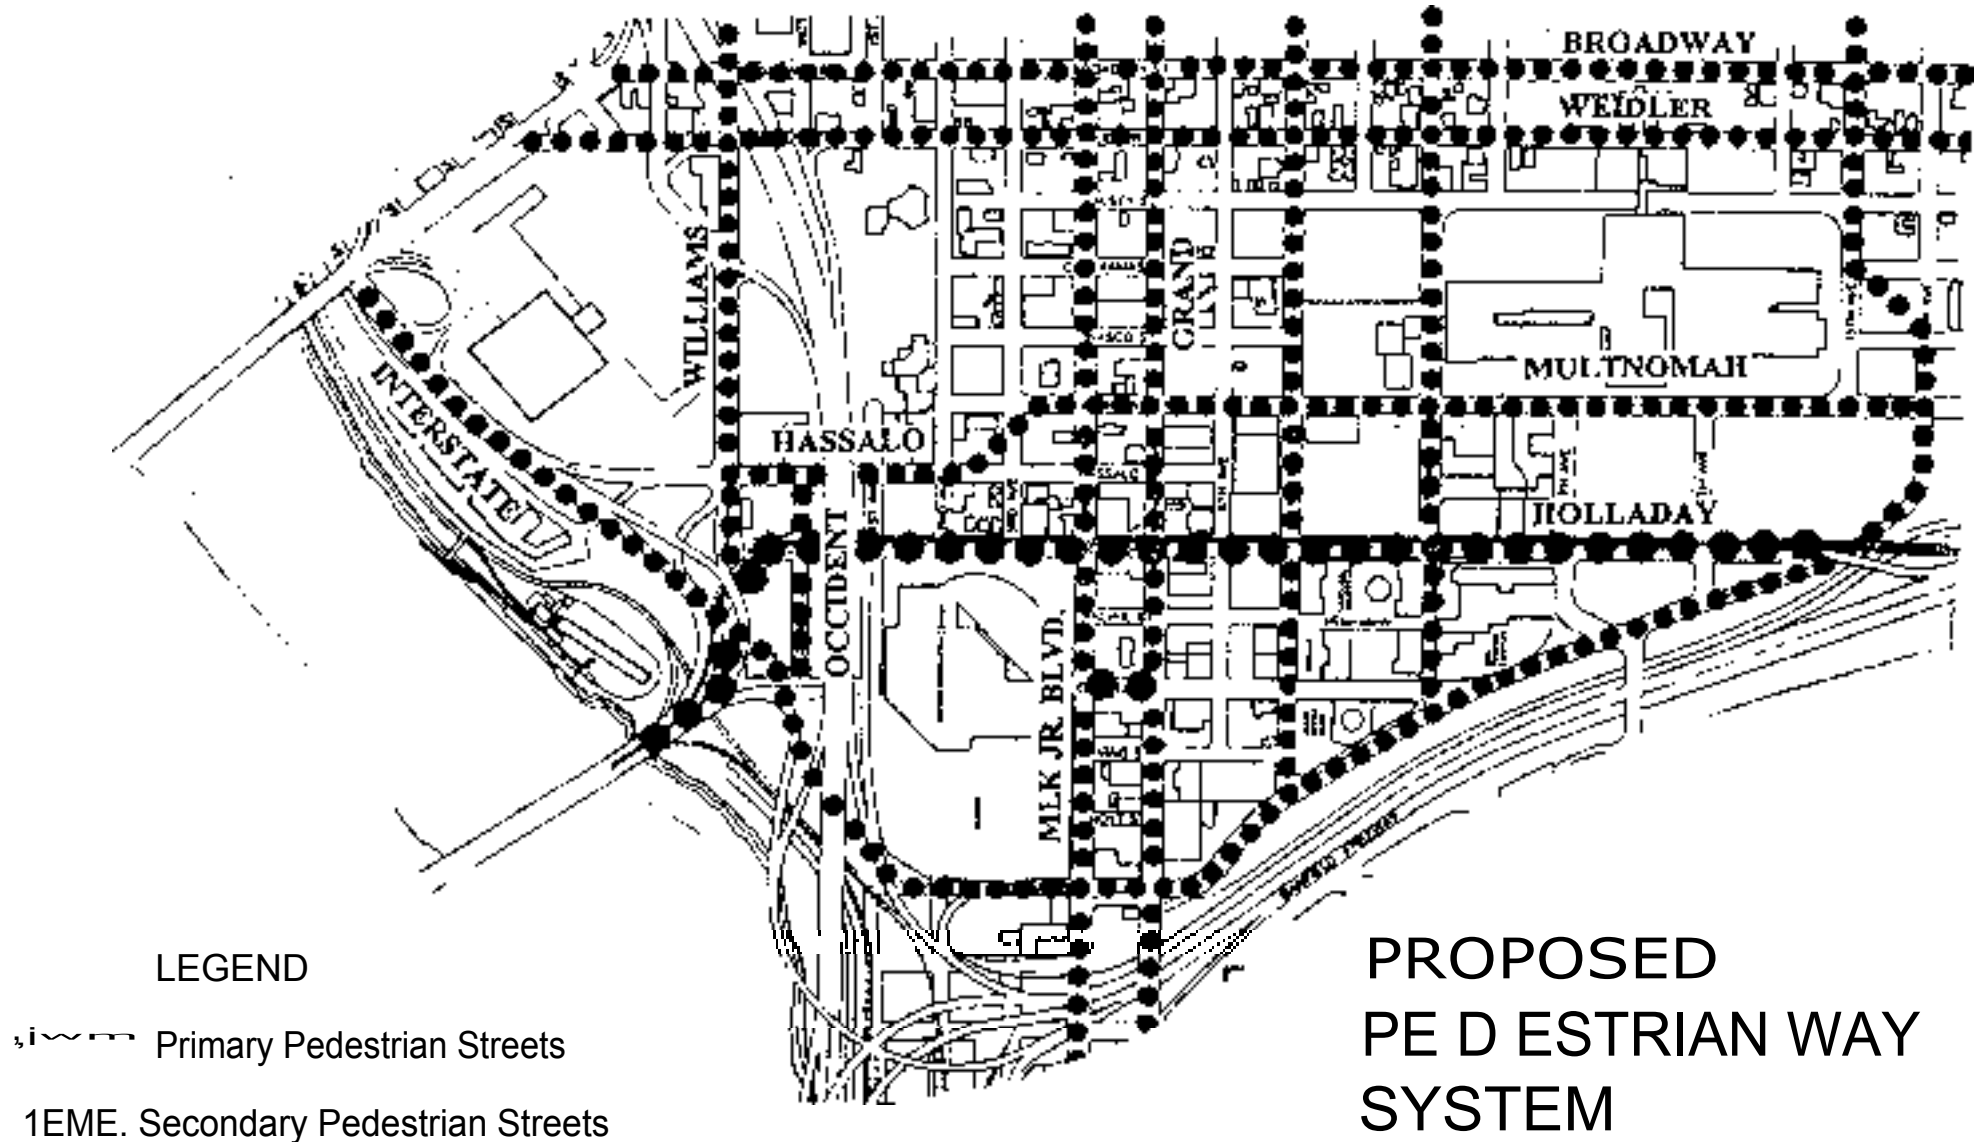 BROADWAY
WEIDLER
WILLIAMS
GRAND
MULTNOMAH
INTERSTATE
HASSALO
HOLLADAY
OCCIDENT
MLK JR. BLVD.
LEGEND
Primary Pedestrian Streets
1EME. Secondary Pedestrian Streets
PROPOSED
PE D ESTRIAN WAY
SYSTEM